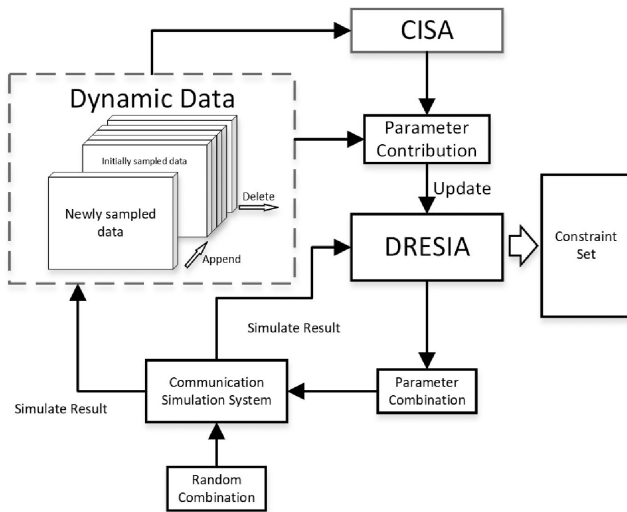 CISA
Dynamic Data
Initially sampled data
Newly sampled
data
Delete
Append
Parameter
Contribution
Update
DRESIA
Constraint
Set
Simulate Result
Communication
Simulation System
Parameter
Combination
Simulate Result
Random
Combination